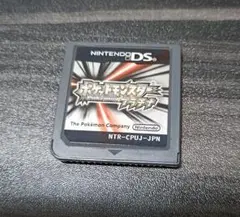 NINTENDO DS
ポケットモンスター
プラチナ
The Pokémon Company Nintendo
NTR-CPUJ-JPN